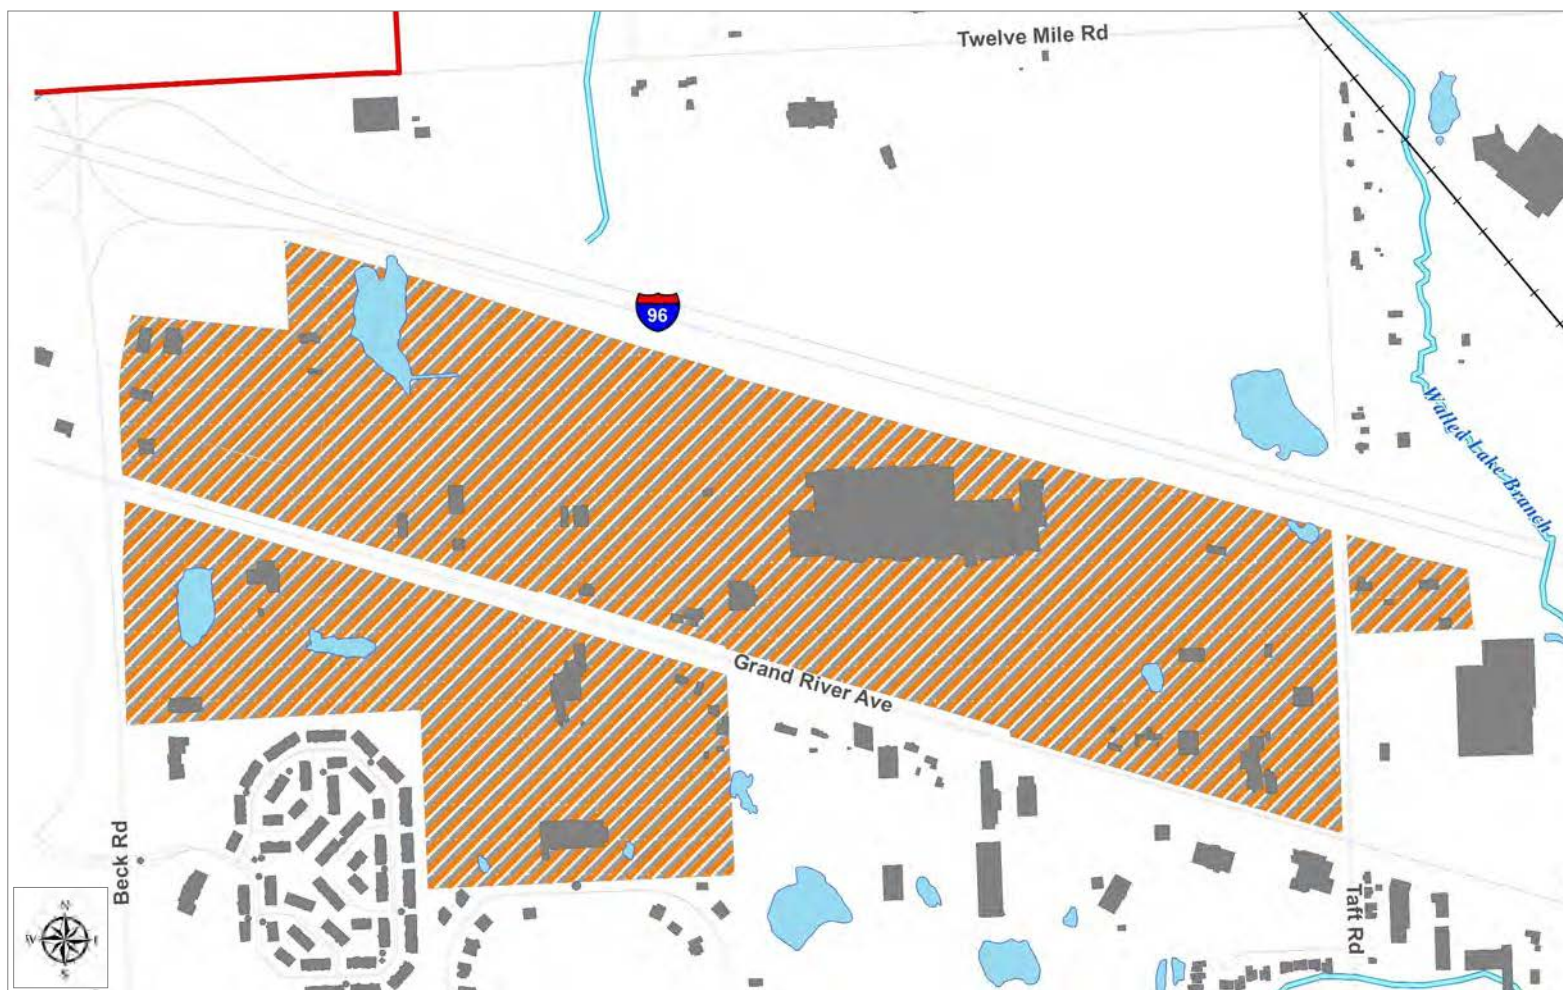 Twelve Mile Rd
96
Walled Lake Branch
Grand River Ave
Beck Rd
Taft Rd
N
W
E
S